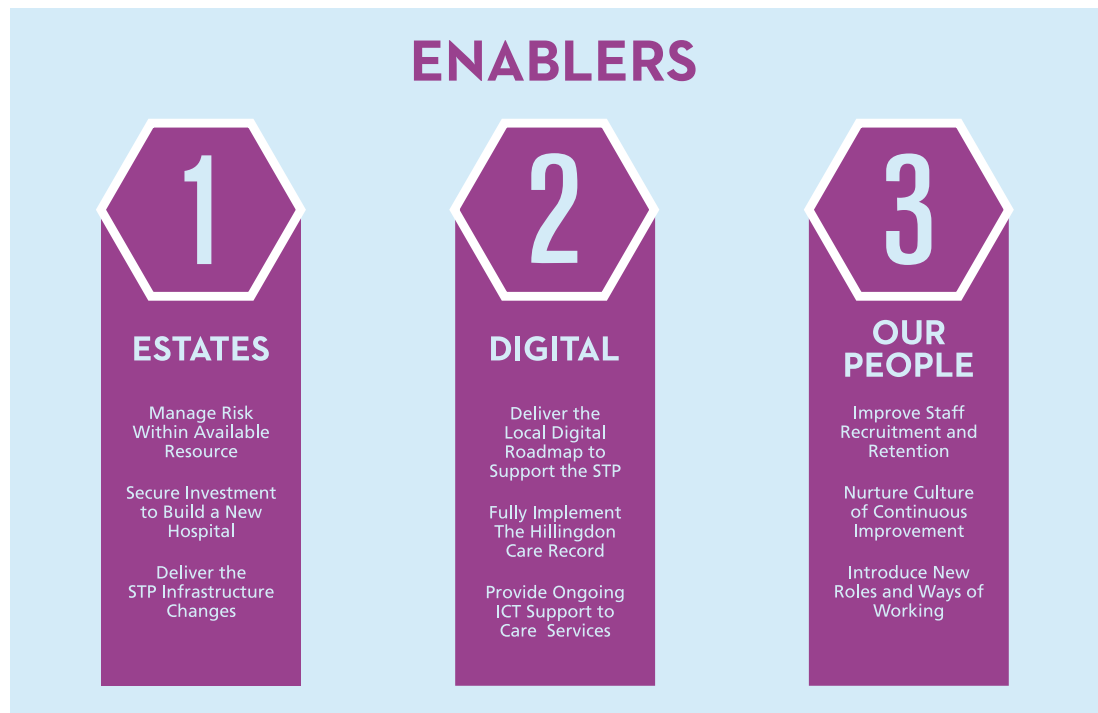 ENABLERS
1
ESTATES
Manage Risk
Within Available
Resource
Secure Investment
to Build a New
Hospital
Deliver the
STP Infrastructure
Changes
2
DIGITAL
Deliver the
Local Digital
Roadmap to
Support the STP
Fully Implement
The Hillingdon
Care Record
Provide Ongoing
ICT Support to
Care Services
3
OUR
PEOPLE
Improve Staff
Recruitment and
Retention
Nurture Culture
of Continuous
Improvement
Introduce New
Roles and Ways of
Working